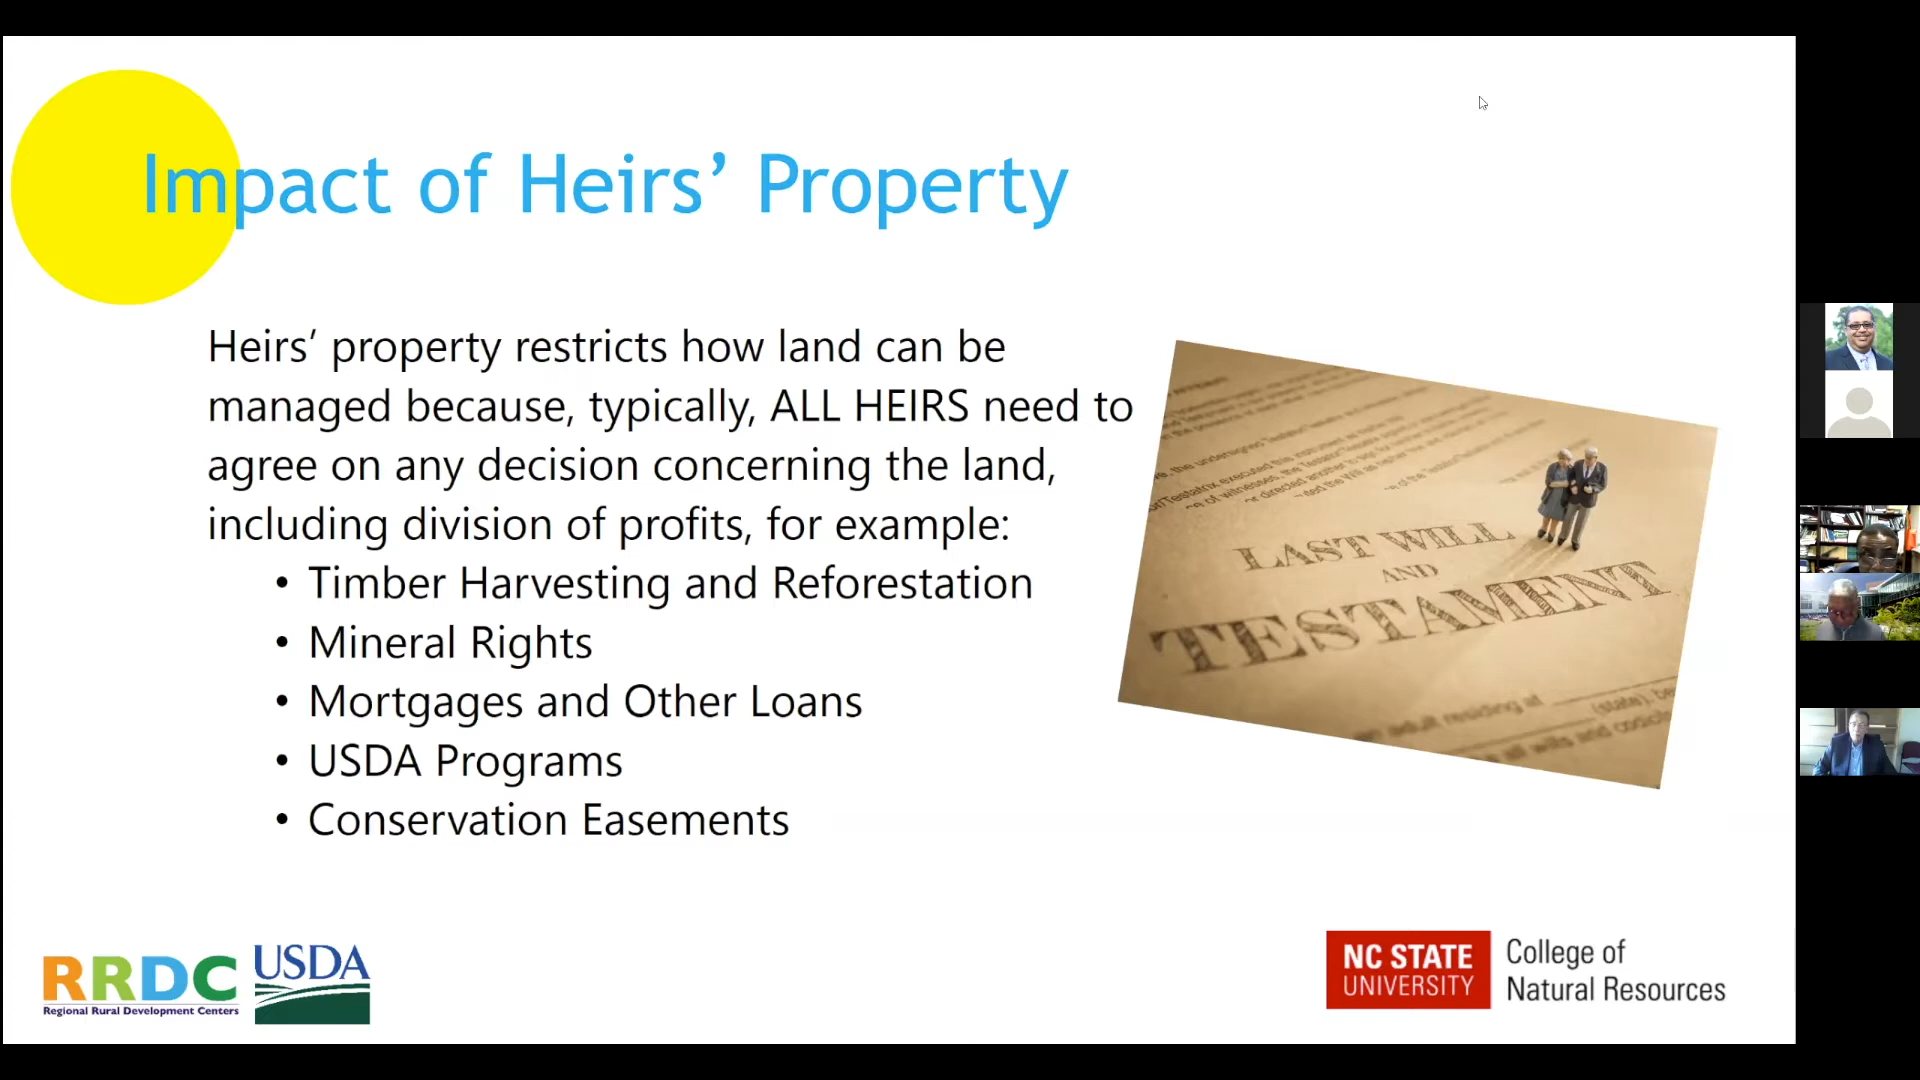 Impact of Heirs’ Property
Heirs’ property restricts how land can be
managed because, typically, ALL HEIRS need to
agree on any decision concerning the land,
including division of profits, for example:
• Timber Harvesting and Reforestation
• Mineral Rights
• Mortgages and Other Loans
• USDA Programs
• Conservation Easements
LAST WILL
AND
TESTAMENT
RRDC
Regional Rural Development Centers
USDA
NC STATE
UNIVERSITY
College of
Natural Resources